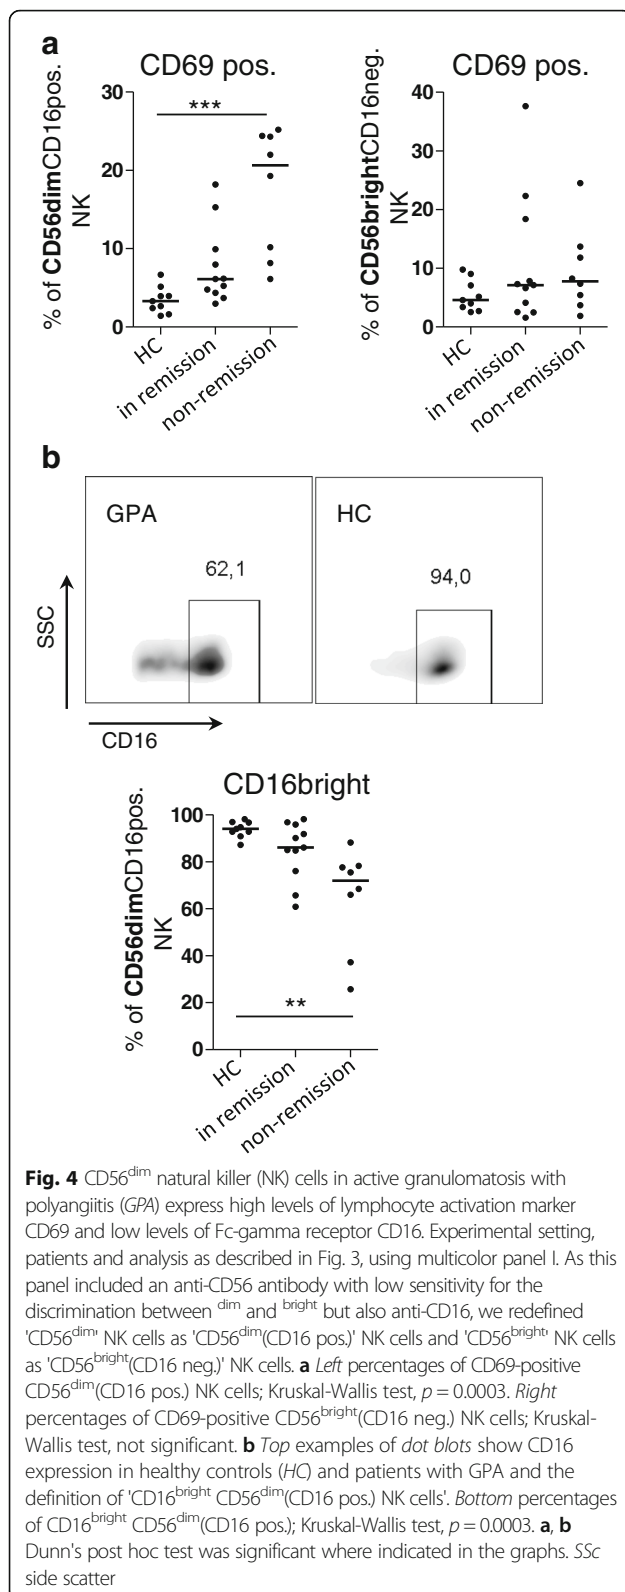 a
CD69 pos.
% of CD56dimCD16pos.
NK
30
20
10
0
***
HC
in remission
non-remission
CD69 pos.
% of CD56brightCD16neg.
NK
40
30
20
10
0
HC
in remission
non-remission
b
GPA
62,1
HC
94,0
SSC
CD16
CD16bright
% of CD56dimCD16pos.
NK
100
80
60
40
20
0
**
HC
in remission
non-remission
Fig. 4 CD56dim natural killer (NK) cells in active granulomatosis with
polyangiitis (GPA) express high levels of lymphocyte activation marker
CD69 and low levels of Fc-gamma receptor CD16. Experimental setting,
patients and analysis as described in Fig. 3, using multicolor panel I. As this
panel included an anti-CD56 antibody with low sensitivity for the
discrimination between dim and bright but also anti-CD16, we redefined
'CD56dim' NK cells as 'CD56dim(CD16 pos.)' NK cells and 'CD56bright' NK cells
as 'CD56bright(CD16 neg.)' NK cells. a Left percentages of CD69-positive
CD56dim(CD16 pos.) NK cells; Kruskal-Wallis test, p = 0.0003. Right
percentages of CD69-positive CD56bright(CD16 neg.) NK cells; Kruskal-
Wallis test, not significant. b Top examples of dot blots show CD16
expression in healthy controls (HC) and patients with GPA and the
definition of 'CD16bright CD56dim(CD16 pos.) NK cells'. Bottom percentages
of CD16bright CD56dim(CD16 pos.); Kruskal-Wallis test, p = 0.0003. a, b
Dunn's post hoc test was significant where indicated in the graphs. SSc
side scatter